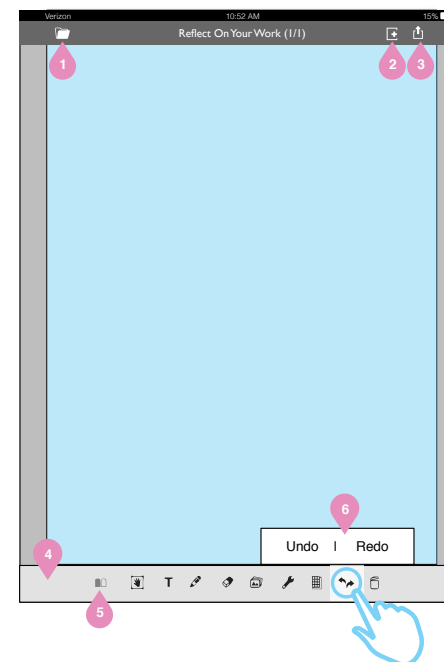 Verizon 10:52 AM 15%
Reflect On Your Work (1/1)
1 2 3
6
Undo | Redo
4
T
5